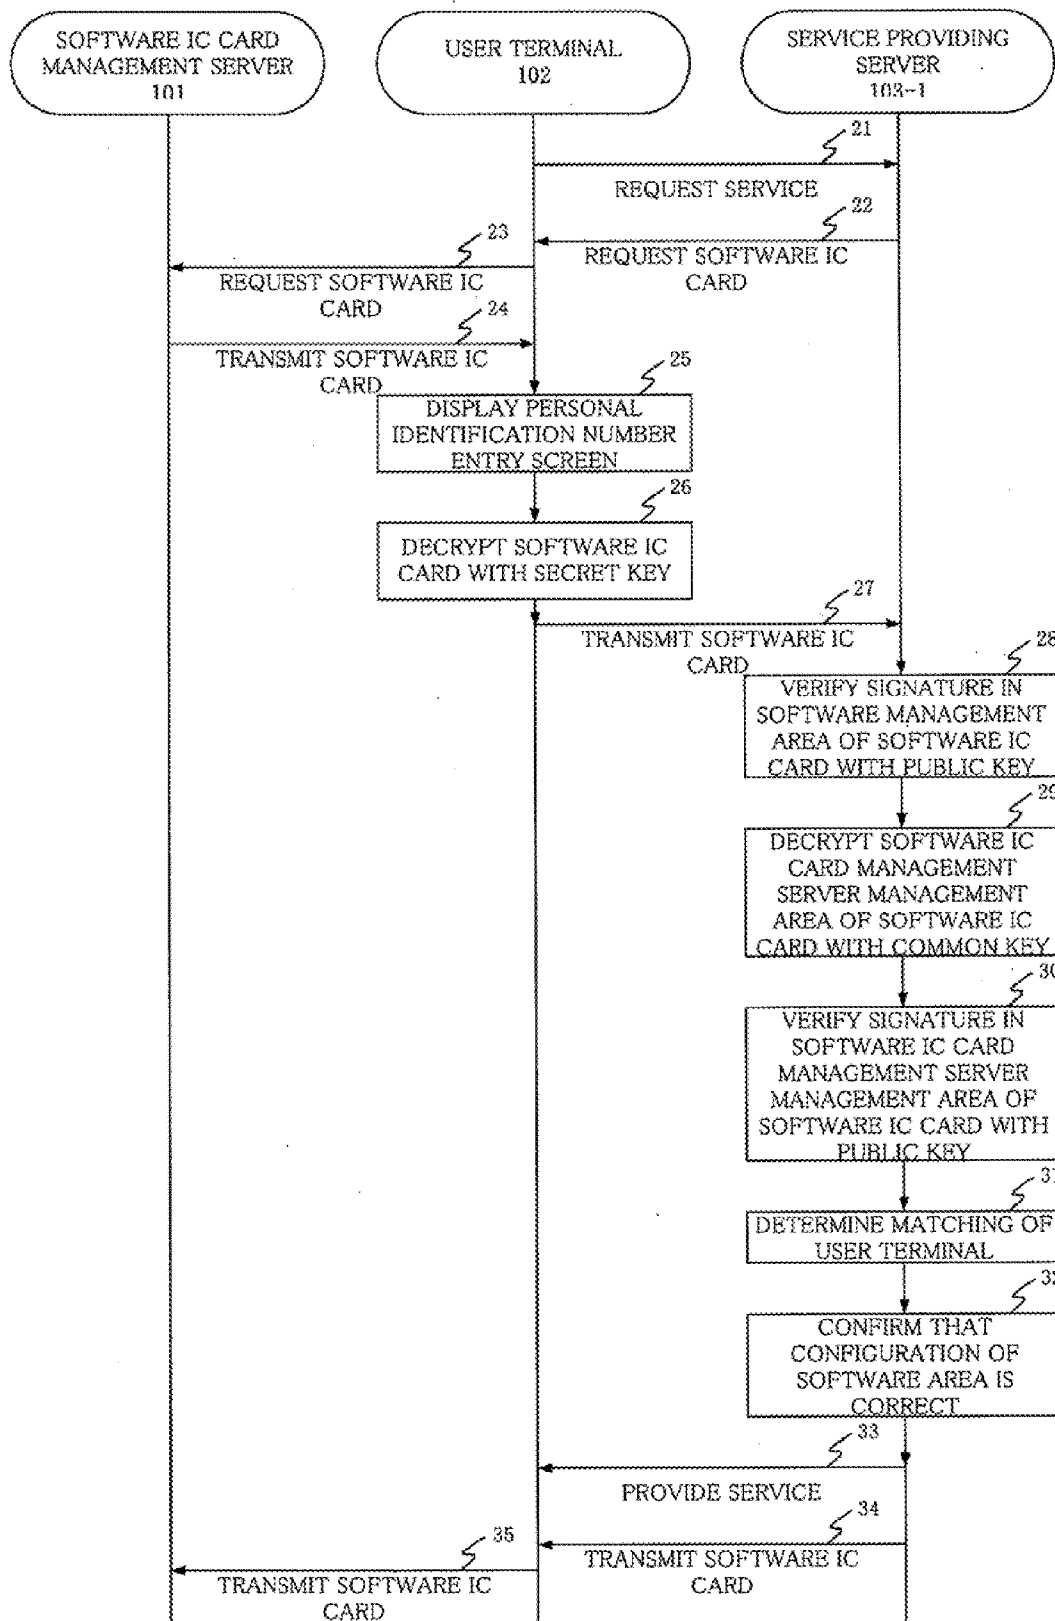 SOFTWARE IC CARD
MANAGEMENT SERVER
101
USER TERMINAL
102
SERVICE PROVIDING
SERVER
103-1
21
REQUEST SERVICE
22
REQUEST SOFTWARE IC
CARD
23
REQUEST SOFTWARE IC
CARD
24
TRANSMIT SOFTWARE IC
CARD
25
DISPLAY PERSONAL
IDENTIFICATION NUMBER
ENTRY SCREEN
26
DECRYPT SOFTWARE IC
CARD WITH SECRET KEY
27
TRANSMIT SOFTWARE IC
CARD
28
VERIFY SIGNATURE IN
SOFTWARE MANAGEMENT
AREA OF SOFTWARE IC
CARD WITH PUBLIC KEY
29
DECRYPT SOFTWARE IC
CARD MANAGEMENT
SERVER MANAGEMENT
AREA OF SOFTWARE IC
CARD WITH COMMON KEY
30
VERIFY SIGNATURE IN
SOFTWARE IC CARD
MANAGEMENT SERVER
MANAGEMENT AREA OF
SOFTWARE IC CARD WITH
PUBLIC KEY
31
DETERMINE MATCHING OF
USER TERMINAL
32
CONFIRM THAT
CONFIGURATION OF
SOFTWARE AREA IS
CORRECT
33
PROVIDE SERVICE
34
TRANSMIT SOFTWARE IC
CARD
35
TRANSMIT SOFTWARE IC
CARD